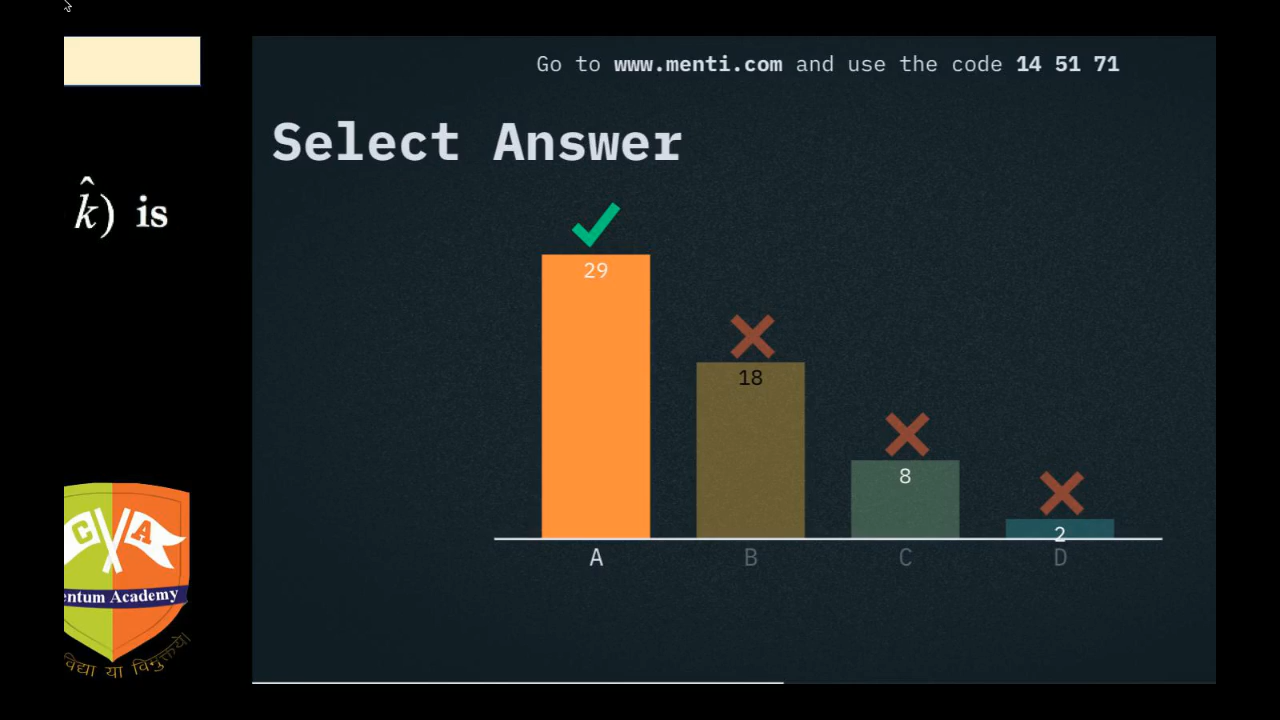 Go to www.menti.com and use the code 14 51 71
Select Answer
k̂) is
29
18
8
2
A
B
C
D
C A
entum Academy
विद्या या विमुक्तये।